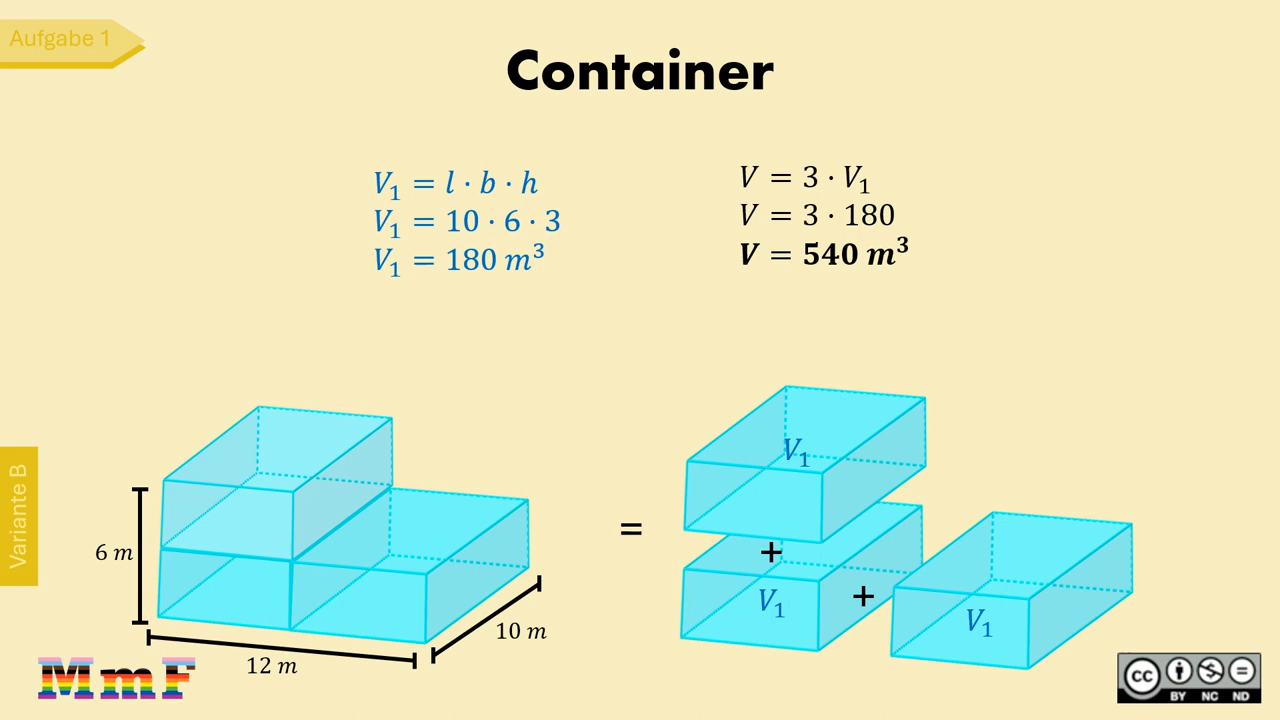 Aufgabe 1
Container
V₁ = l · b · h
V₁ = 10 · 6 · 3
V₁ = 180 m³
V = 3 · V₁
V = 3 · 180
V = 540 m³
Variante B
6 m
12 m
10 m
=
V₁
+
V₁
+
V₁
MmF
CC
BY NC ND